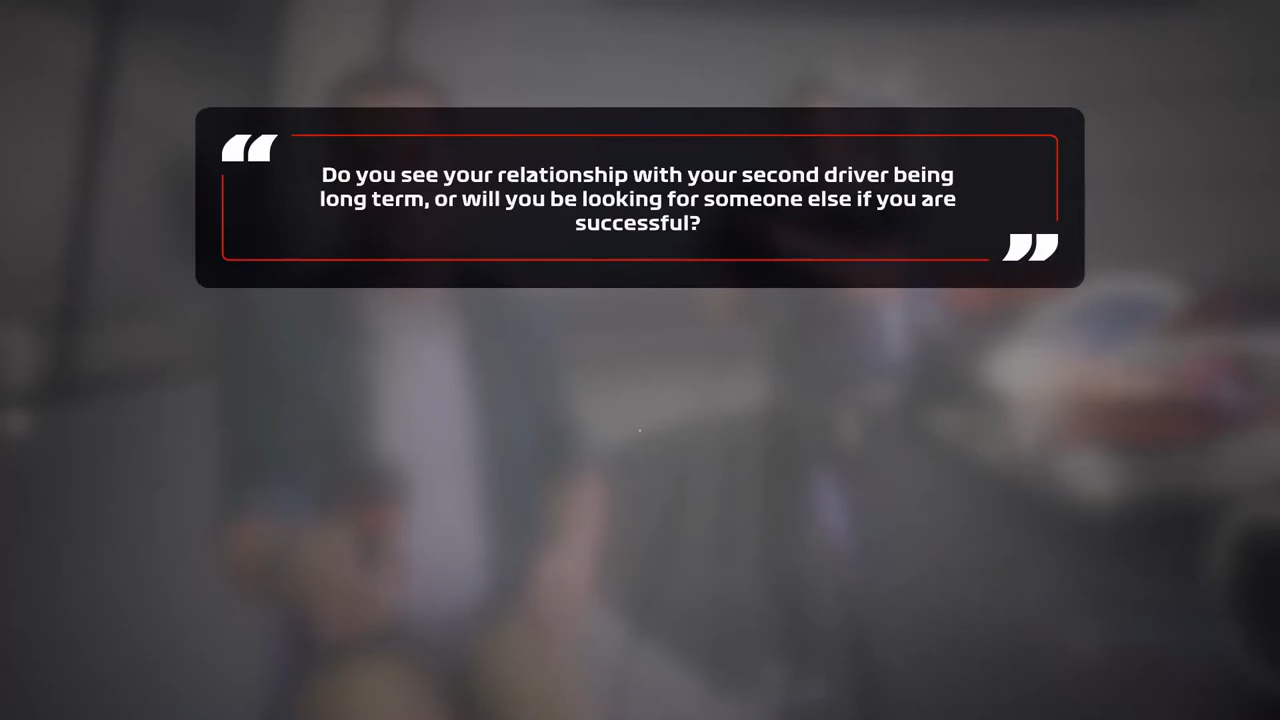 Do you see your relationship with your second driver being
long term, or will you be looking for someone else if you are
successful?